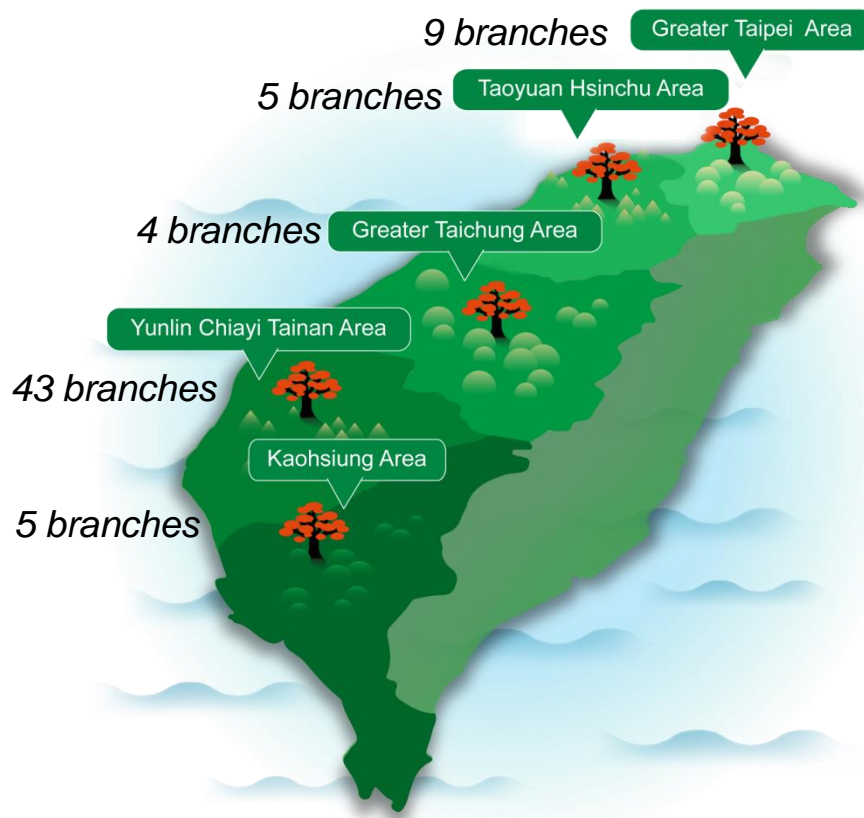 9 branches
Greater Taipei Area
5 branches
Taoyuan Hsinchu Area
4 branches
Greater Taichung Area
Yunlin Chiayi Tainan Area
43 branches
Kaohsiung Area
5 branches